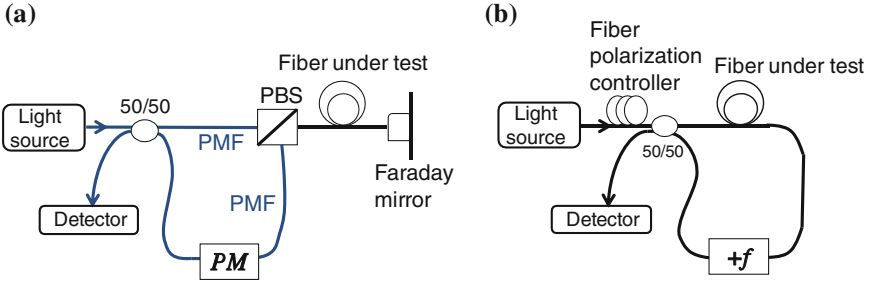 (a)
Fiber under test
PBS
50/50
Light
source
PMF
Faraday
mirror
PMF
Detector
PM
(b)
Fiber
polarization
controller
Fiber under test
Light
source
50/50
Detector
+f